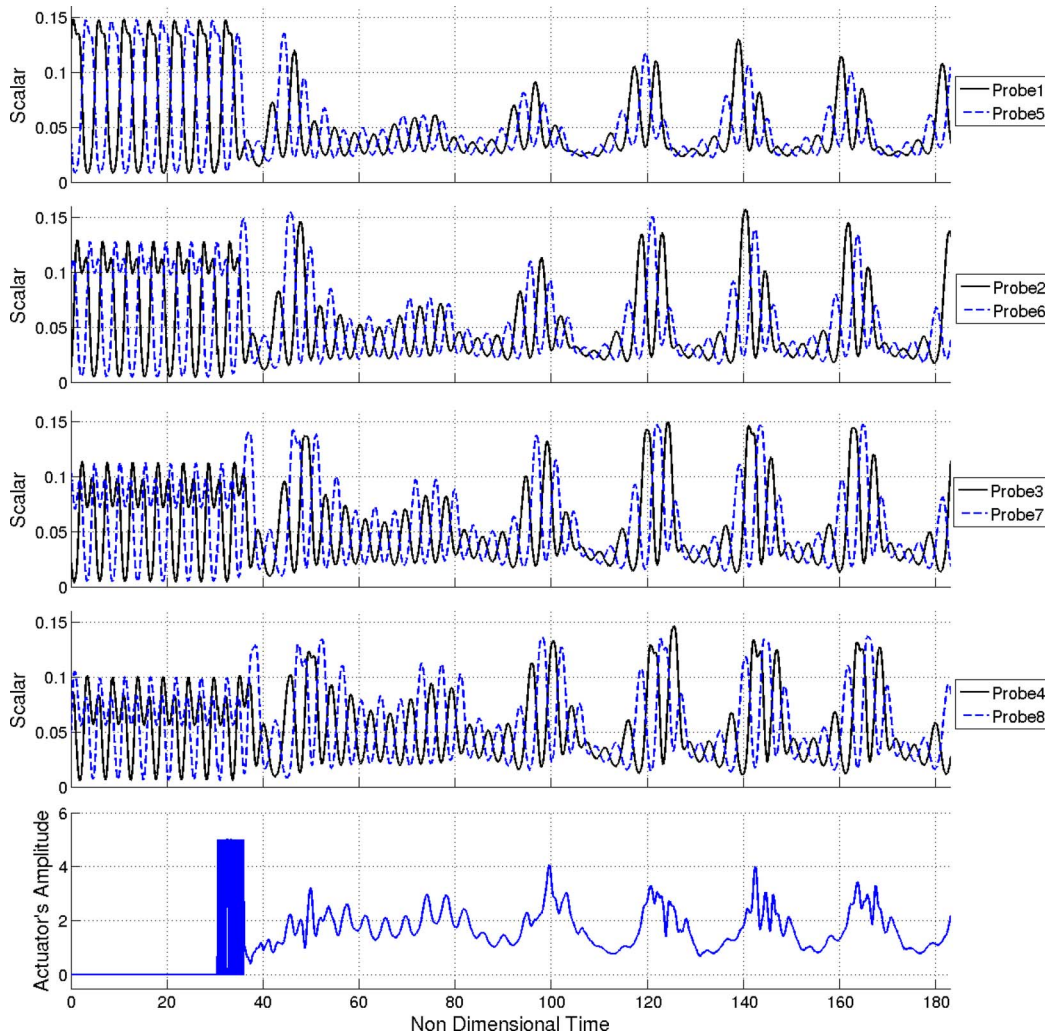 0.15
0.1
0.05
0
Scalar
Probe1
Probe5
0.15
0.1
0.05
0
Scalar
Probe2
Probe6
0.15
0.1
0.05
0
Scalar
Probe3
Probe7
0.15
0.1
0.05
0
Scalar
Probe4
Probe8
6
4
2
0
Actuator's Amplitude
0 20 40 60 80 100 120 140 160 180
Non Dimensional Time